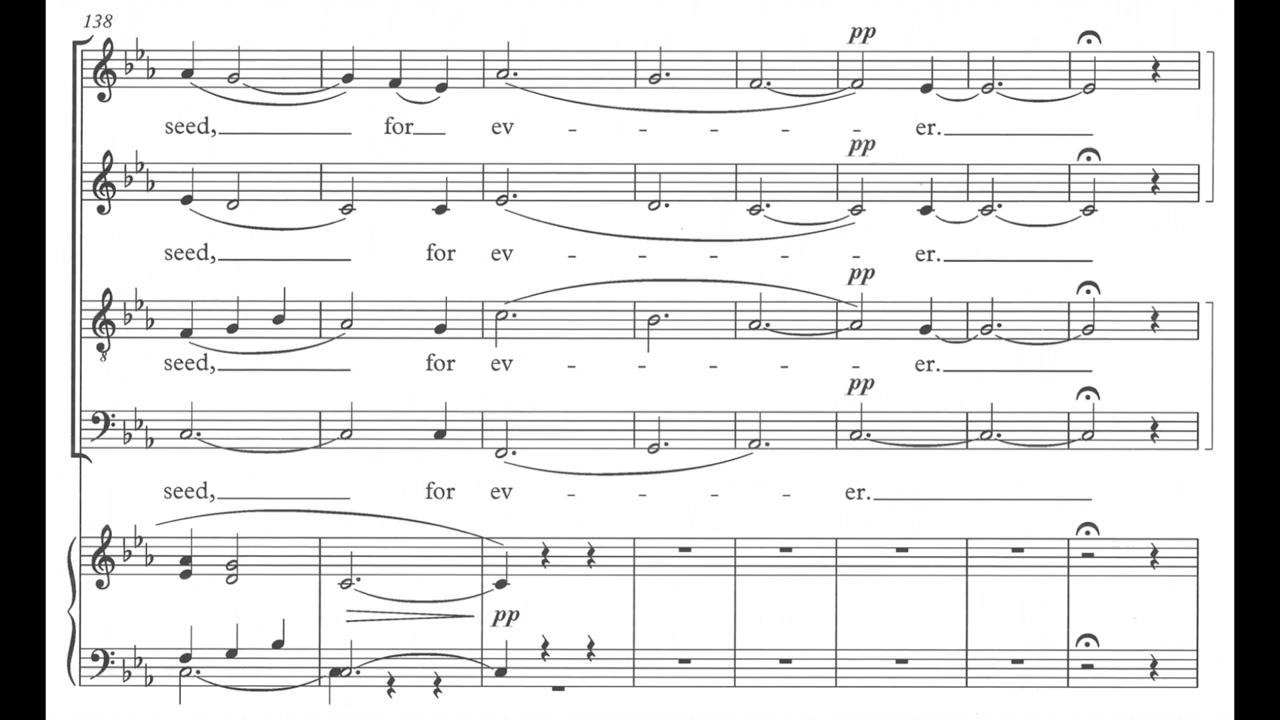 138
pp
seed, for ev - - - - er.
pp
seed, for ev - - - - er.
pp
seed, for ev - - - - er.
pp
seed, for ev - - - er.
pp